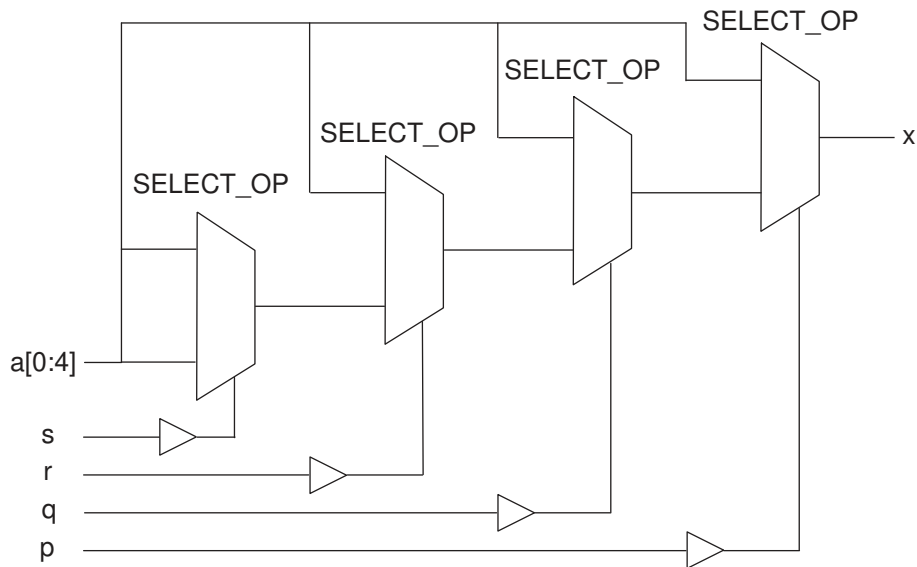 SELECT_OP
SELECT_OP
SELECT_OP
x
SELECT_OP
a[0:4]
s
r
q
p